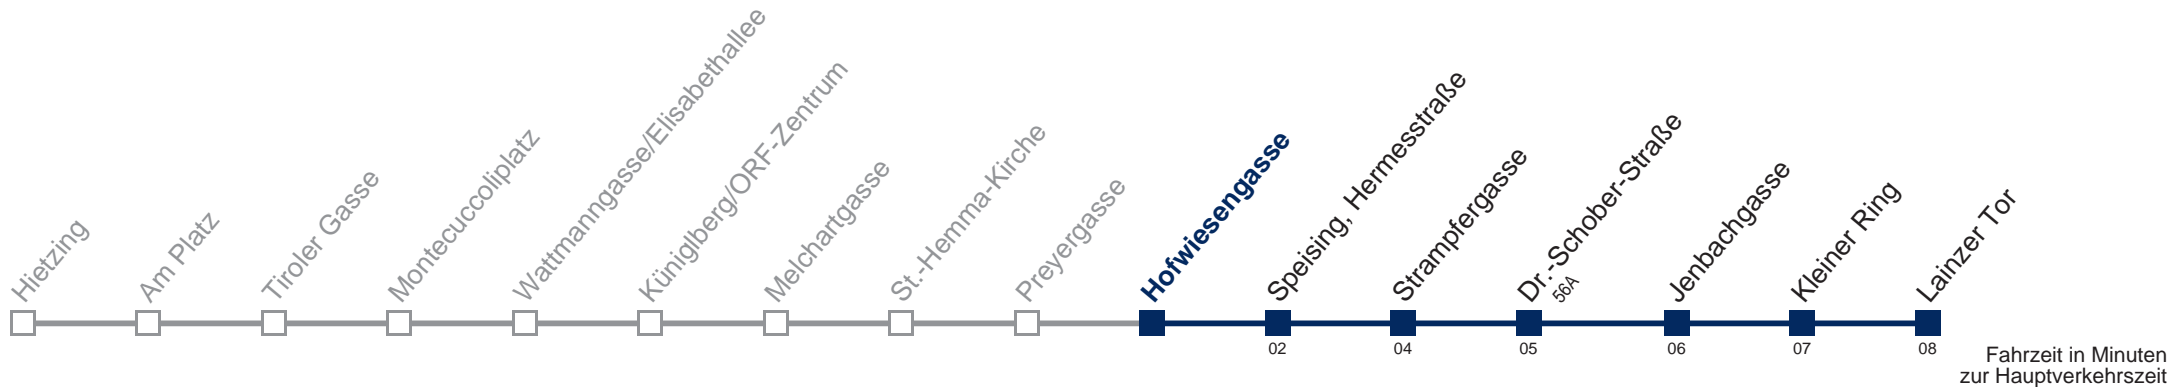 Hietzing
Am Platz
Tiroler Gasse
Montecuccoliplatz
Wattmanngasse/Elisabethallee
Küniglberg/ORF-Zentrum
Melchartgasse
St.-Hemma-Kirche
Preyergasse
Hofwiesengasse
Speising, Hermesstraße
Strampfergasse
Dr.-Schober-Straße
56A
Jenbachgasse
Kleiner Ring
Lainzer Tor
02
04
05
06
07
08
Fahrzeit in Minuten
zur Hauptverkehrszeit